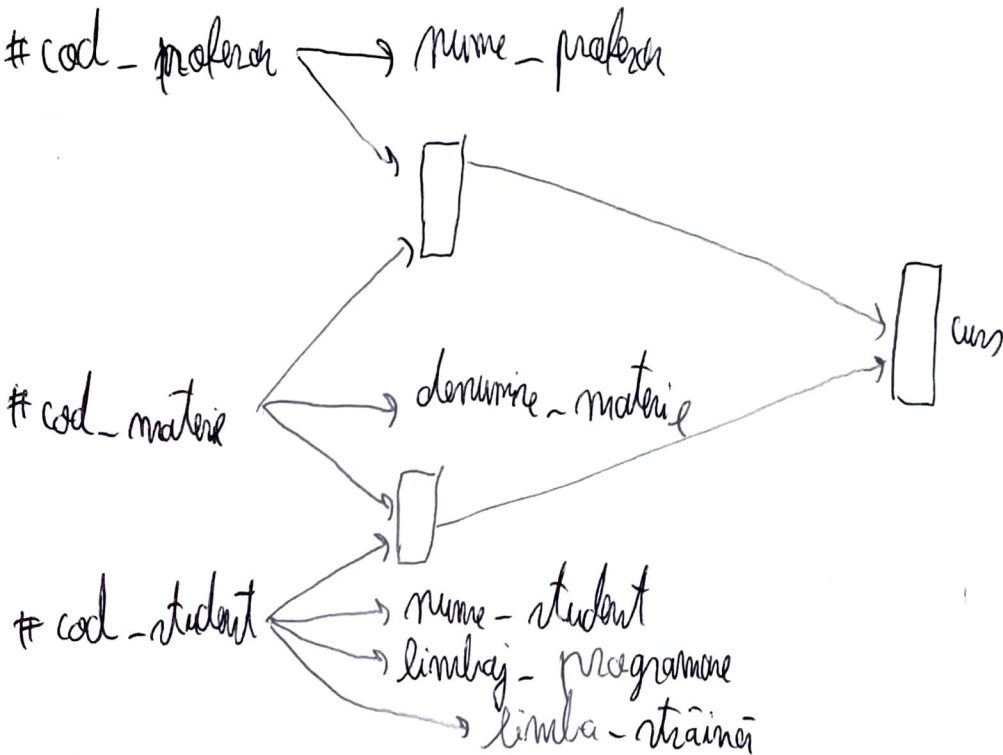 #cod_profesor
nume_profesor
curs
#cod_materie
denumire_materie
#cod_student
nume_student
limbaj_programare
limba_străină